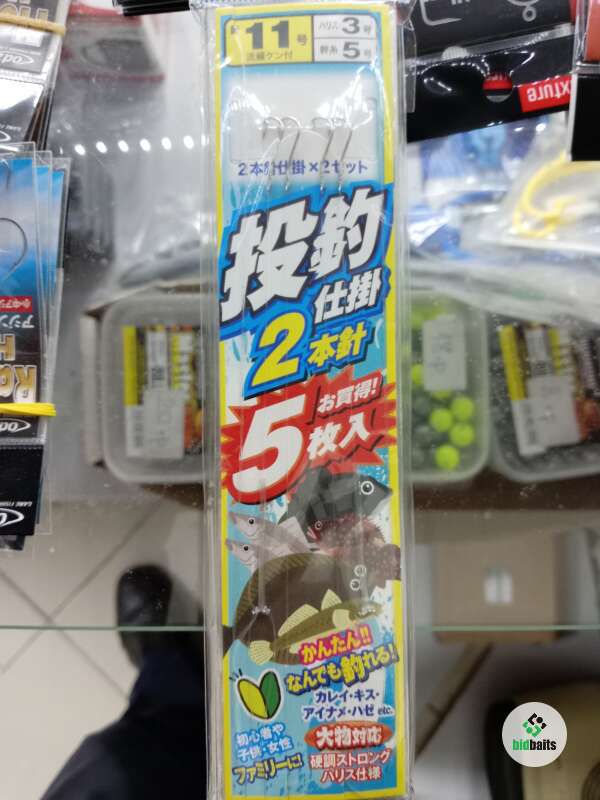 11号
流線ケン付
ハリス3号
幹糸5号
2本針仕掛×2セット
投釣
仕掛
2本針
お買得!
5枚入
かんたん!!
なんでも釣れる!
カレイ・キス・
アイナメ・ハゼ etc.
初心者や
子供・女性
ファミリーに!
大物対応
硬調ストロング
ハリス仕様
ixture
bidbaits